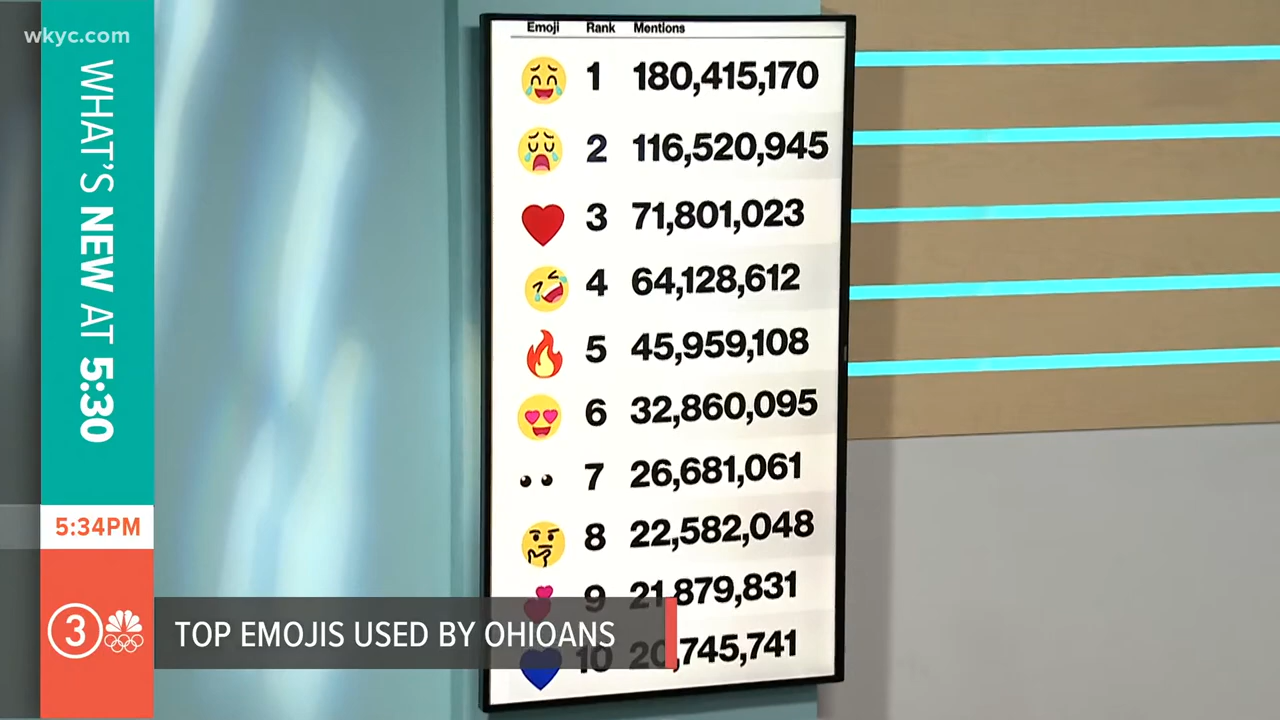 wkyc.com
WHAT'S NEW AT 5:30
5:34PM
3
Emoji Rank Mentions
1 180,415,170
2 116,520,945
3 71,801,023
4 64,128,612
5 45,959,108
6 32,860,095
7 26,681,061
8 22,582,048
9 21,879,831
10 20,745,741
TOP EMOJIS USED BY OHIOANS